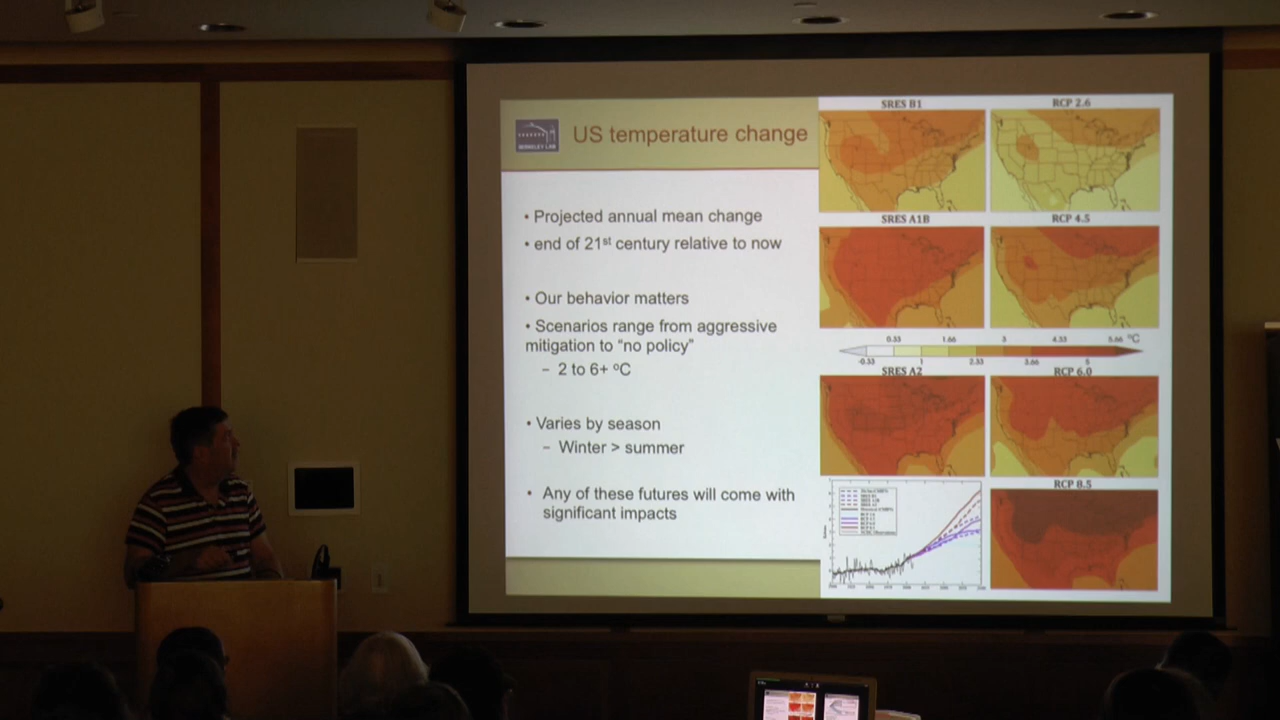 BERKELEY LAB
US temperature change
• Projected annual mean change
• end of 21st century relative to now
• Our behavior matters
• Scenarios range from aggressive
mitigation to “no policy”
– 2 to 6+ ºC
• Varies by season
– Winter > summer
• Any of these futures will come with
significant impacts
SRES B1
RCP 2.6
SRES A1B
RCP 4.5
0.33 1.66 3 4.33 5.66 °C
-0.33 1 2.33 3.66 5
SRES A2
RCP 6.0
RCP 8.5